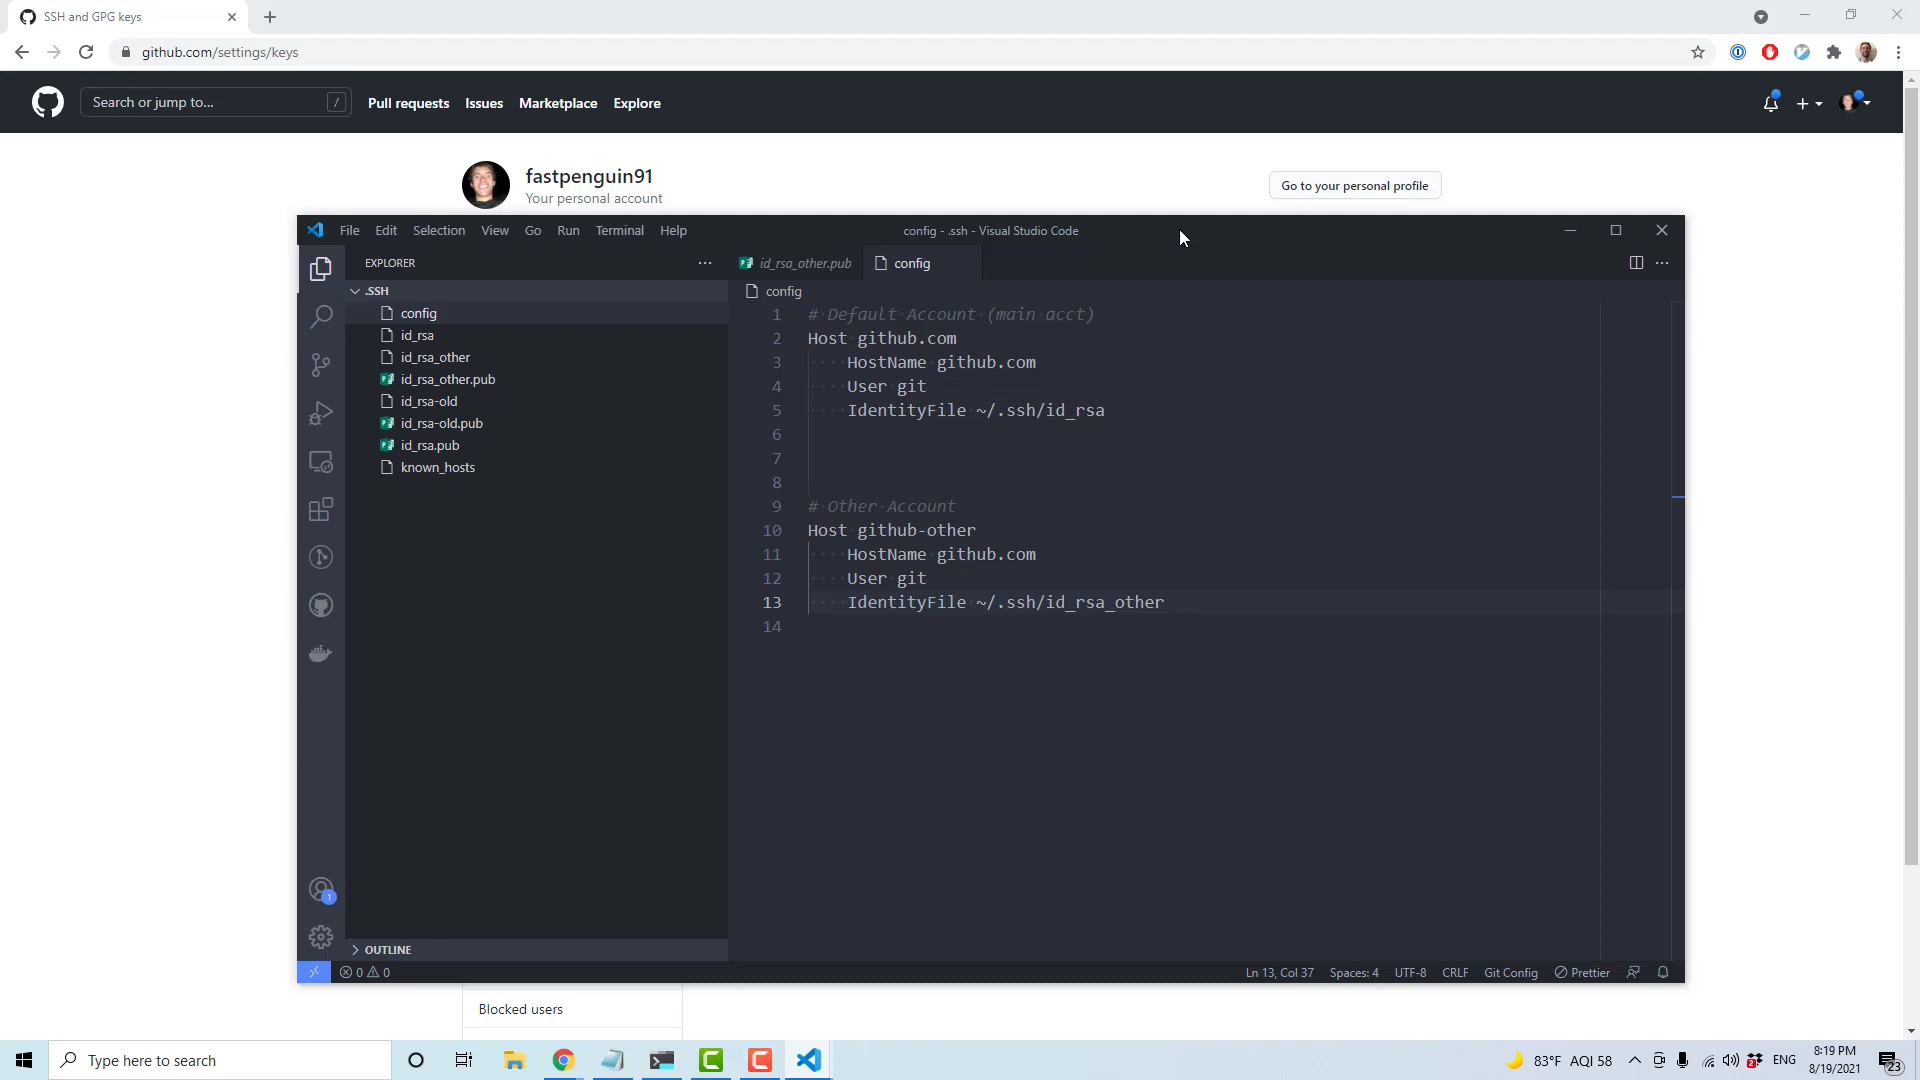 SSH and GPG keys
github.com/settings/keys
Search or jump to...
/
Pull requests
Issues
Marketplace
Explore
fastpenguin91
Your personal account
Go to your personal profile
File
Edit
Selection
View
Go
Run
Terminal
Help
config - .ssh - Visual Studio Code
EXPLORER
.SSH
config
id_rsa
id_rsa_other
id_rsa_other.pub
id_rsa-old
id_rsa-old.pub
id_rsa.pub
known_hosts
OUTLINE
id_rsa_other.pub
config
config
1 # Default Account (main acct)
2 Host github.com
3 HostName github.com
4 User git
5 IdentityFile ~/.ssh/id_rsa
6
7
8
9 # Other Account
10 Host github-other
11 HostName github.com
12 User git
13 IdentityFile ~/.ssh/id_rsa_other
14
1
0 0
Ln 13, Col 37
Spaces: 4
UTF-8
CRLF
Git Config
Prettier
Blocked users
Type here to search
83°F AQI 58
ENG
8:19 PM
8/19/2021
23